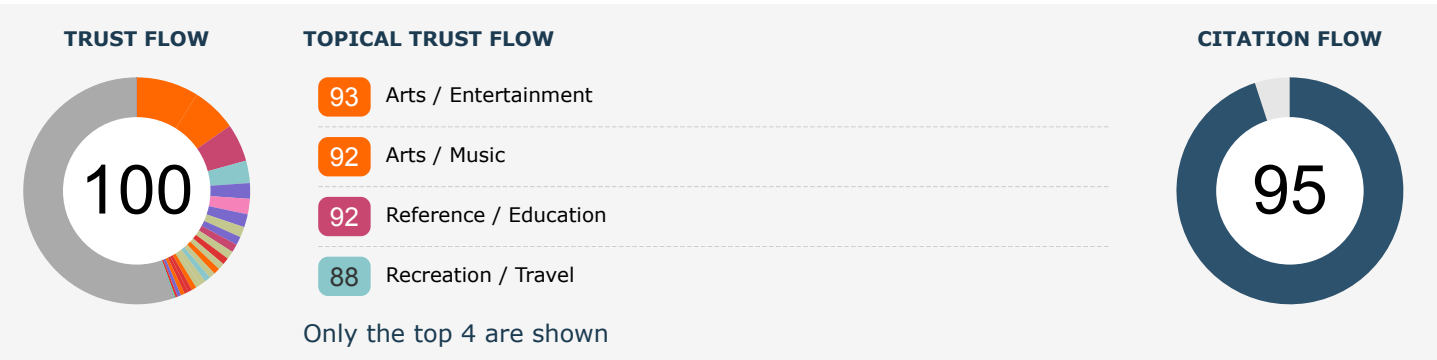 TRUST FLOW
100
TOPICAL TRUST FLOW
93 Arts / Entertainment
92 Arts / Music
92 Reference / Education
88 Recreation / Travel
Only the top 4 are shown
CITATION FLOW
95